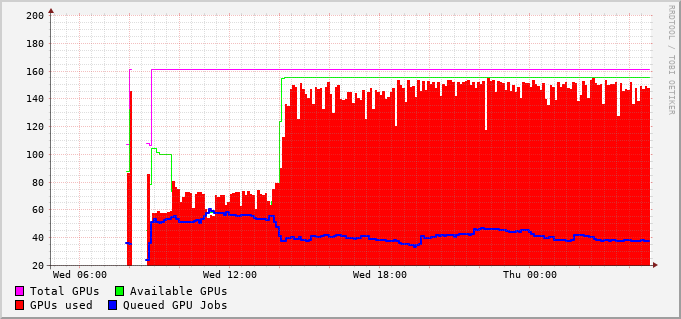 200
180
160
140
120
100
80
60
40
20
Wed 06:00 Wed 12:00 Wed 18:00 Thu 00:00
Total GPUs Available GPUs
GPUs used Queued GPU Jobs
RRDTOOL / TOBI OETIKER